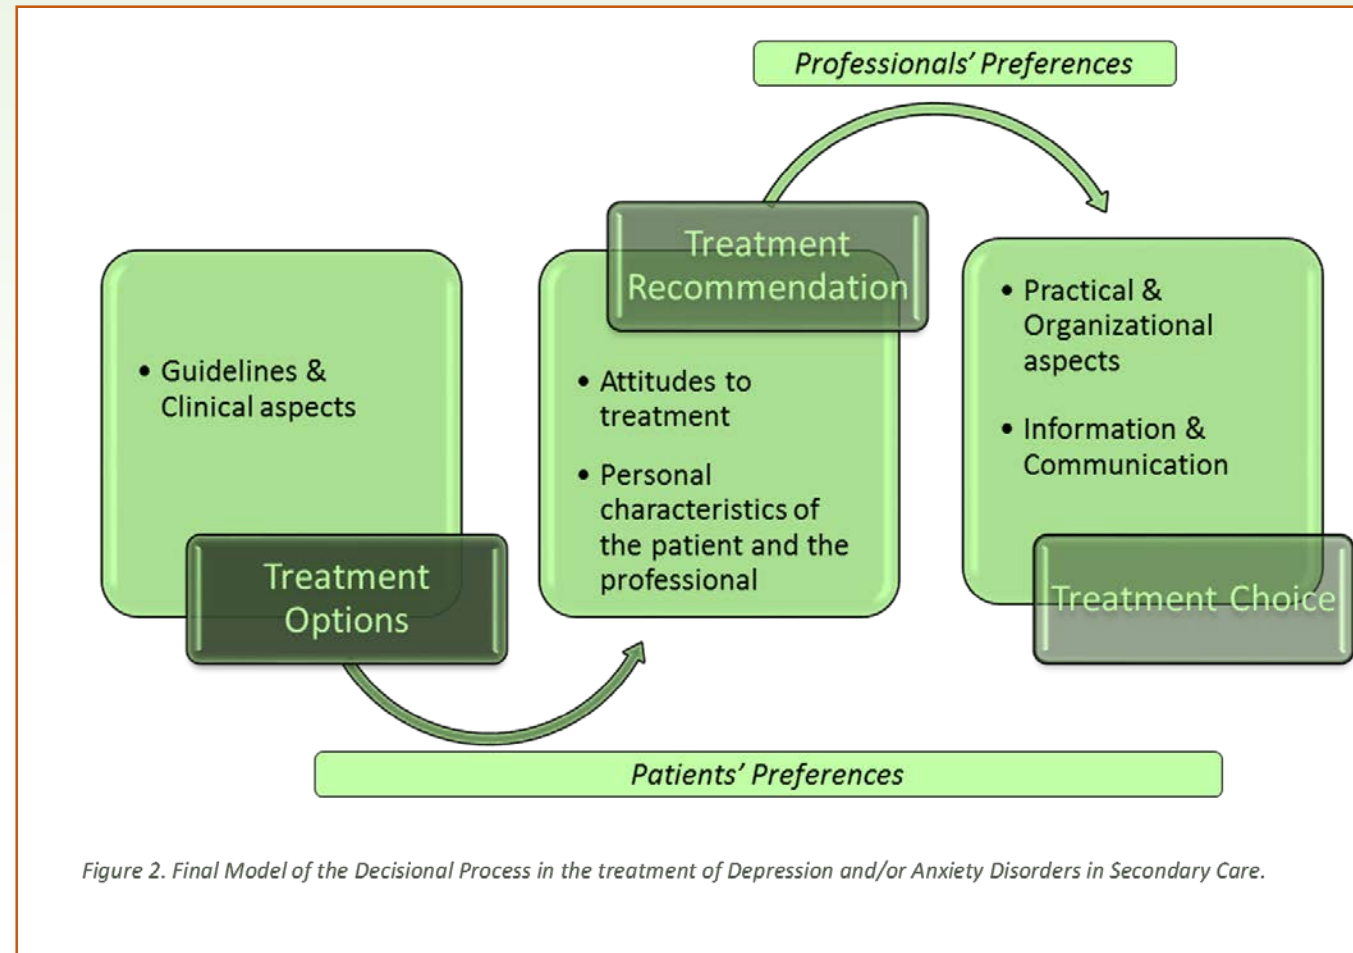 Professionals’ Preferences
• Guidelines &
Clinical aspects
Treatment
Options
Treatment
Recommendation
• Attitudes to
treatment
• Personal
characteristics of
the patient and the
professional
• Practical &
Organizational
aspects
• Information &
Communication
Treatment Choice
Patients’ Preferences
Figure 2. Final Model of the Decisional Process in the treatment of Depression and/or Anxiety Disorders in Secondary Care.